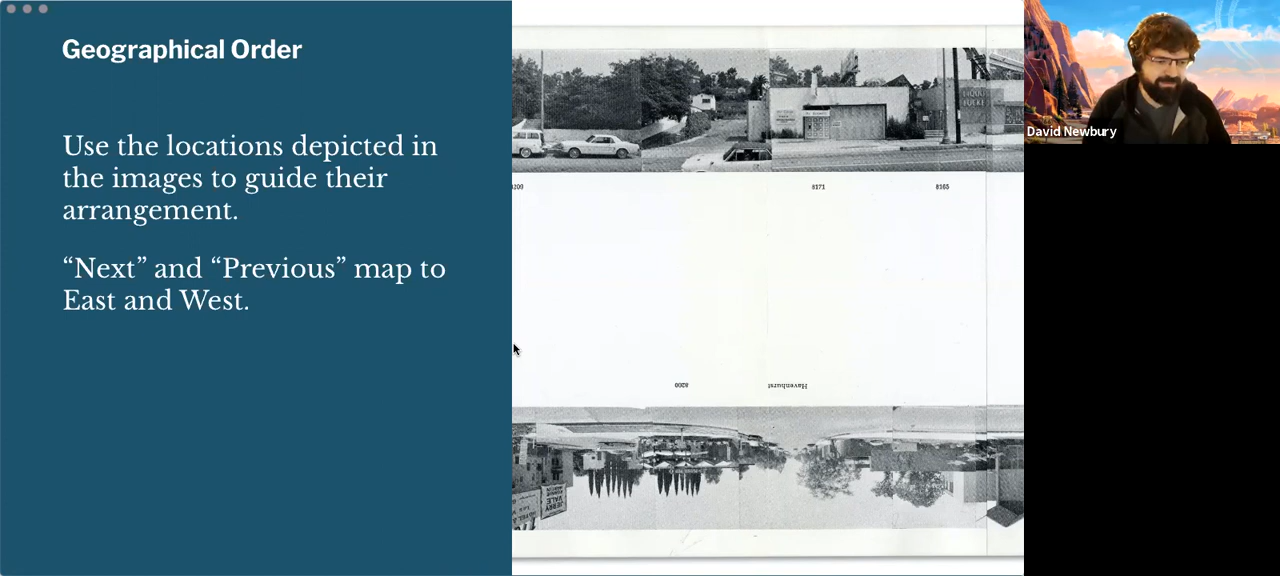 Geographical Order
Use the locations depicted in
the images to guide their
arrangement.
“Next” and “Previous” map to
East and West.
8171
8165
8200
Havenhurst
David Newbury